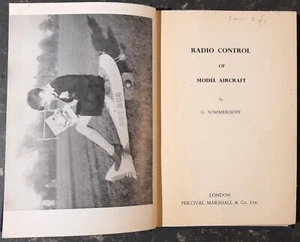 RADIO CONTROL
OF
MODEL AIRCRAFT
by
G. SOMMERHOFF
LONDON
PERCIVAL MARSHALL & Co. Ltd.